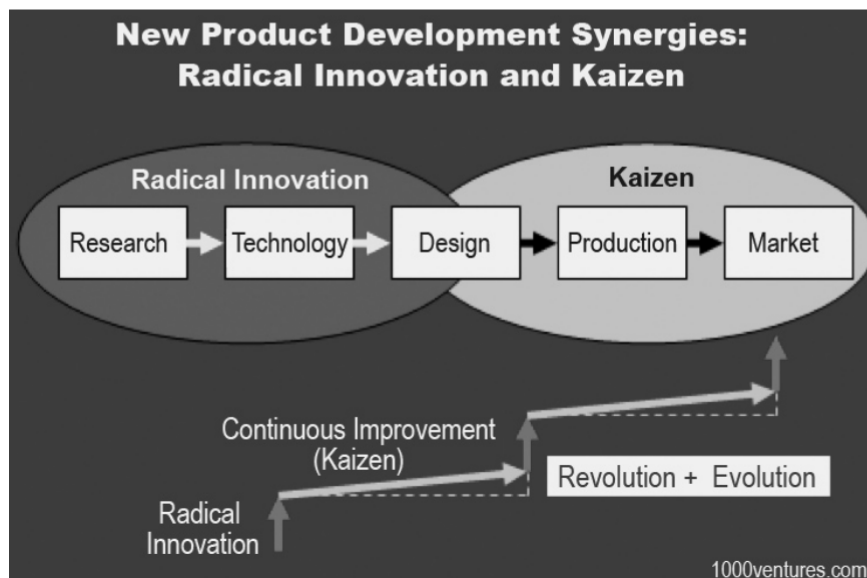 New Product Development Synergies:
Radical Innovation and Kaizen
Radical Innovation
Kaizen
Research
Technology
Design
Production
Market
Continuous Improvement
(Kaizen)
Revolution + Evolution
Radical
Innovation
1000ventures.com